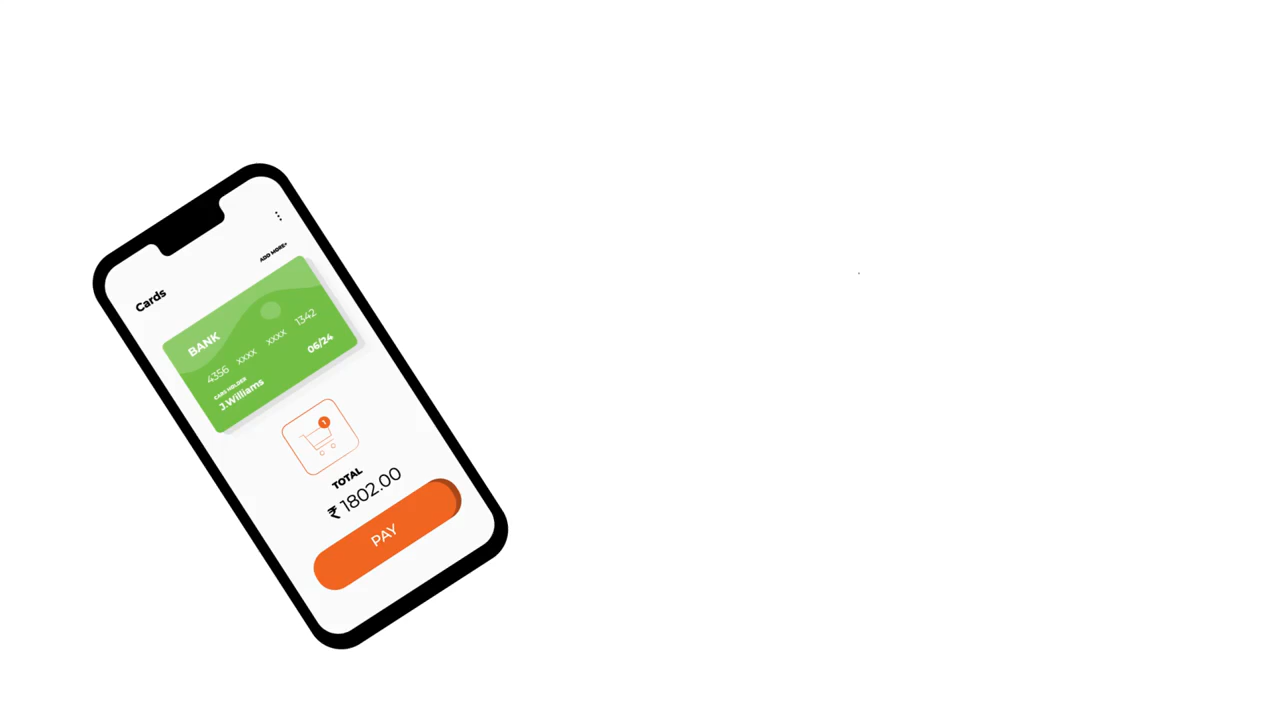 ADD MORE+
Cards
BANK
4356 xxxx xxxx 1342
06/24
CARD HOLDER
J.Williams
1
TOTAL
₹ 1802.00
PAY